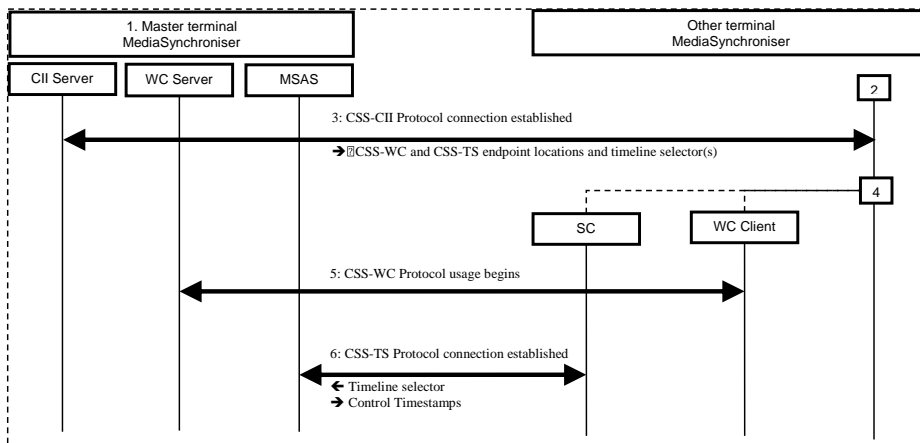 1. Master terminal
MediaSynchroniser
Other terminal
MediaSynchroniser
CII Server
WC Server
MSAS
2
3: CSS-CII Protocol connection established
➔ CSS-WC and CSS-TS endpoint locations and timeline selector(s)
4
SC
WC Client
5: CSS-WC Protocol usage begins
6: CSS-TS Protocol connection established
← Timeline selector
➔ Control Timestamps